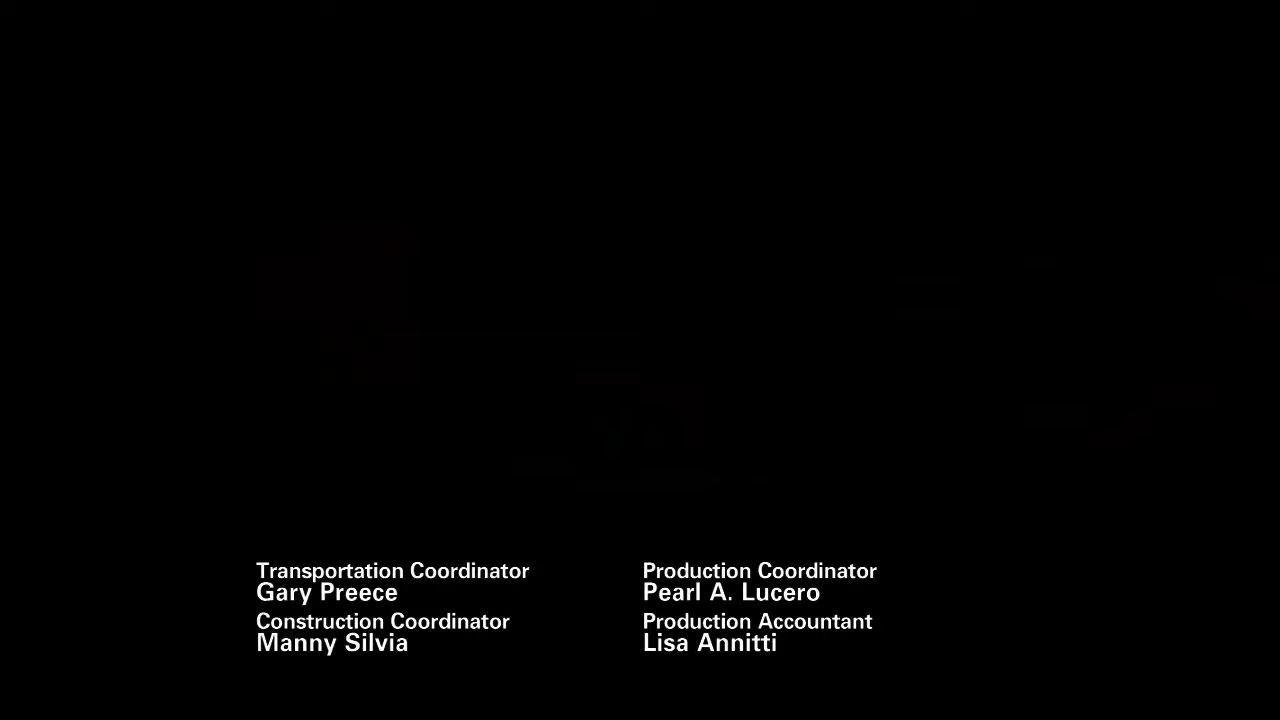 Transportation Coordinator
Gary Preece
Construction Coordinator
Manny Silvia
Production Coordinator
Pearl A. Lucero
Production Accountant
Lisa Annitti